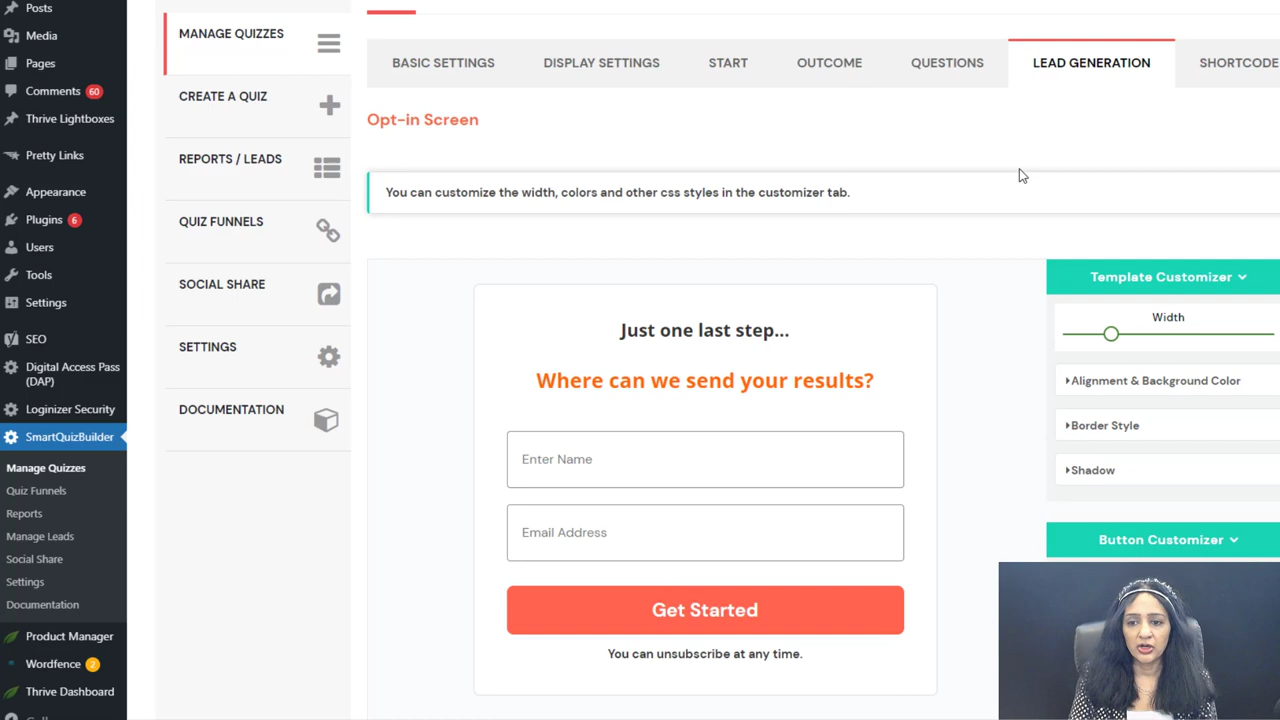 Posts
Media
Pages
Comments 60
Thrive Lightboxes
Pretty Links
Appearance
Plugins 6
Users
Tools
Settings
SEO
Digital Access Pass
(DAP)
Loginizer Security
SmartQuizBuilder
Manage Quizzes
Quiz Funnels
Reports
Manage Leads
Social Share
Settings
Documentation
Product Manager
Wordfence 2
Thrive Dashboard
MANAGE QUIZZES
CREATE A QUIZ
REPORTS / LEADS
QUIZ FUNNELS
SOCIAL SHARE
SETTINGS
DOCUMENTATION
BASIC SETTINGS DISPLAY SETTINGS START OUTCOME QUESTIONS LEAD GENERATION SHORTCODE
Opt-in Screen
You can customize the width, colors and other css styles in the customizer tab.
Just one last step...
Where can we send your results?
Enter Name
Email Address
Get Started
You can unsubscribe at any time.
Template Customizer
Width
Alignment & Background Color
Border Style
Shadow
Button Customizer